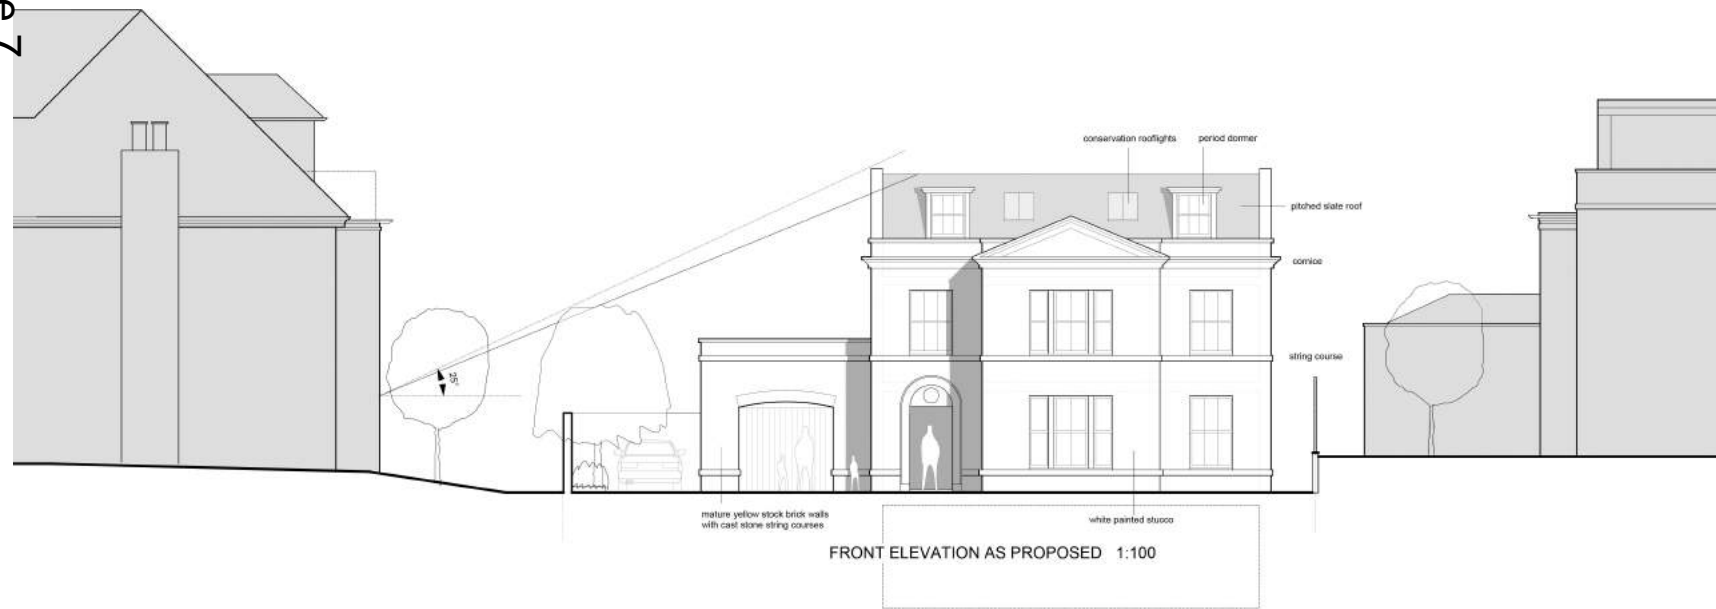 conservation rooflights
period dormer
pitched slate roof
cornice
string course
25°
mature yellow stock brick walls
with cast stone string courses
white painted stucco
FRONT ELEVATION AS PROPOSED 1:100